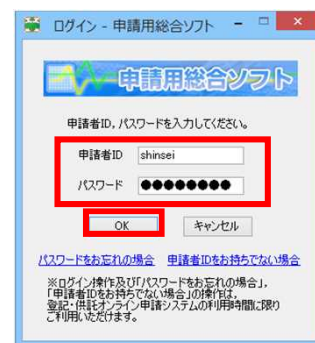 ログイン - 申請用総合ソフト
申請用総合ソフト
申請者ID，パスワードを入力してください。
申請者ID shinsei
パスワード ●●●●●●●●
OK キャンセル
パスワードをお忘れの場合 申請者IDをお持ちでない場合
※ログイン操作及び「パスワードをお忘れの場合」，
「申請者IDをお持ちでない場合」の操作は，
登記・供託オンライン申請システムの利用時間に限り
ご利用いただけます。